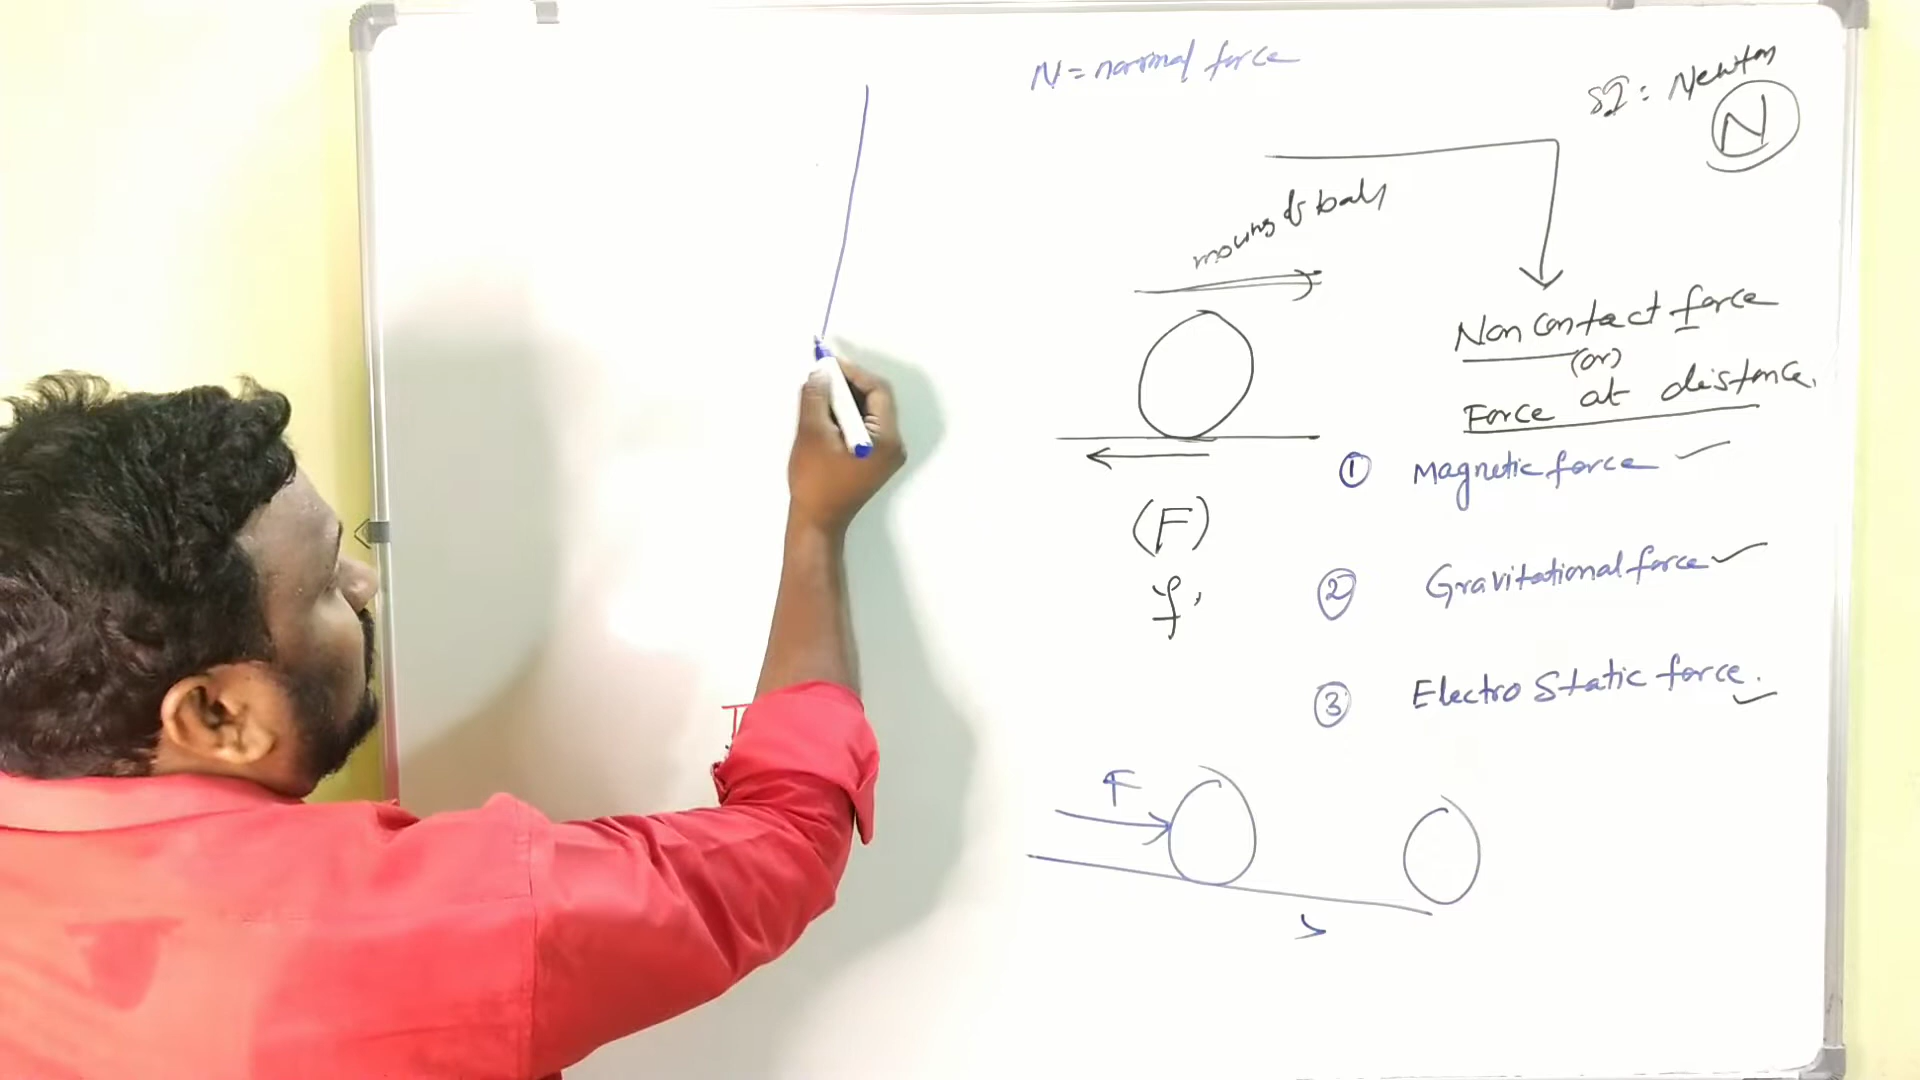 N = normal force
SI : Newton
N
moving of ball
Non Contact force
(or)
Force at distance.
① Magnetic force
(F)
f,
② Gravitational force
③ Electro Static force.
F